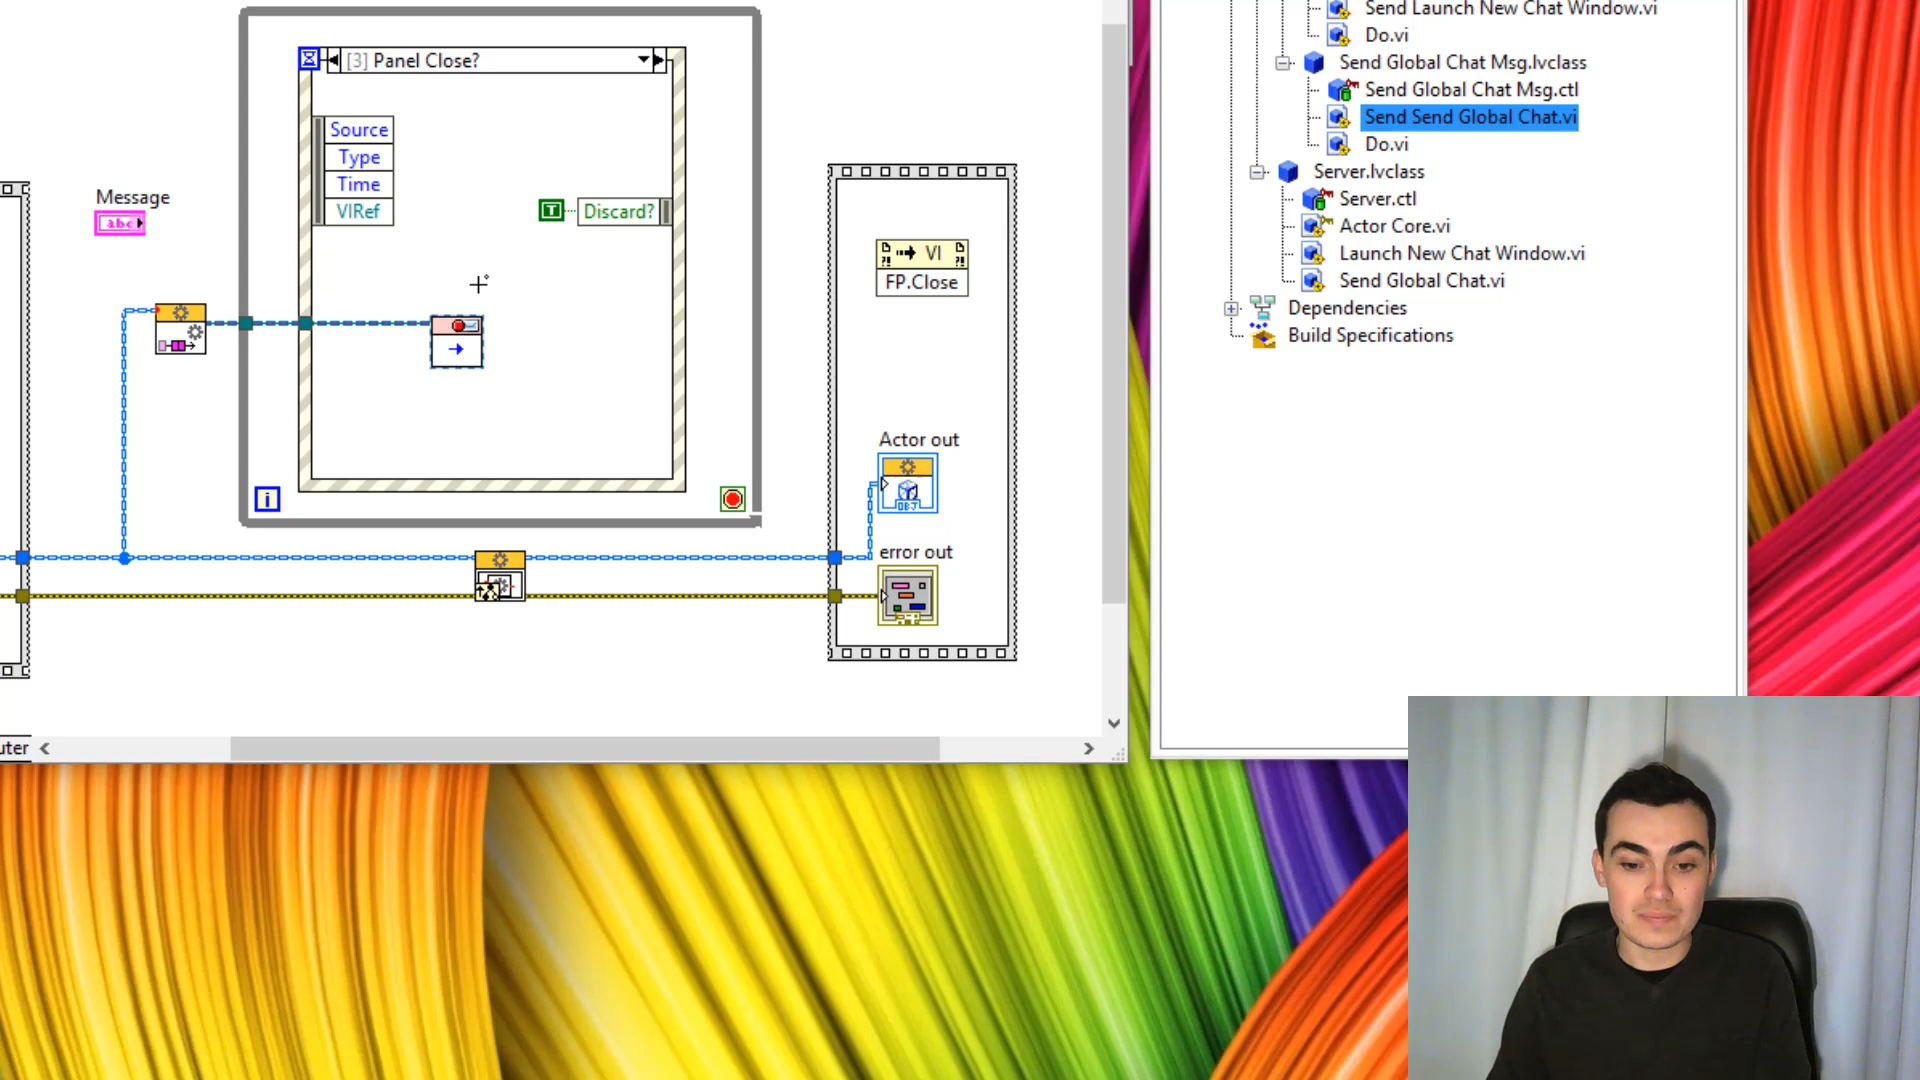 [3] Panel Close?
Source
Type
Time
VIRef
T
Discard?
Message
abc
VI
FP.Close
Actor out
OBJ
error out
i
uter
Send Launch New Chat Window.vi
Do.vi
Send Global Chat Msg.lvclass
Send Global Chat Msg.ctl
Send Send Global Chat.vi
Do.vi
Server.lvclass
Server.ctl
Actor Core.vi
Launch New Chat Window.vi
Send Global Chat.vi
Dependencies
Build Specifications